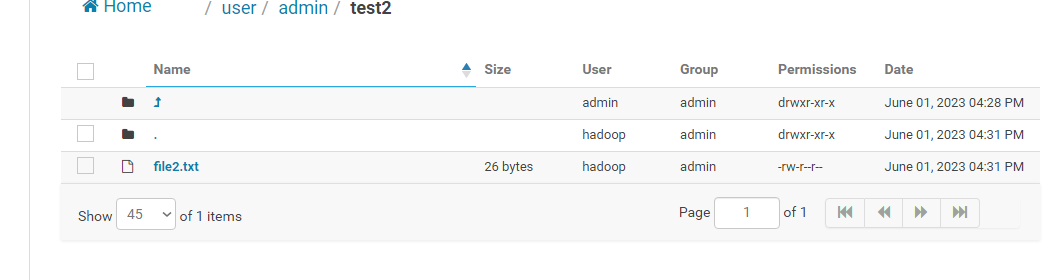 Home / user / admin / test2
Name Size User Group Permissions Date
admin admin drwxr-xr-x June 01, 2023 04:28 PM
. hadoop admin drwxr-xr-x June 01, 2023 04:31 PM
file2.txt 26 bytes hadoop admin -rw-r--r-- June 01, 2023 04:31 PM
Show 45 of 1 items Page 1 of 1